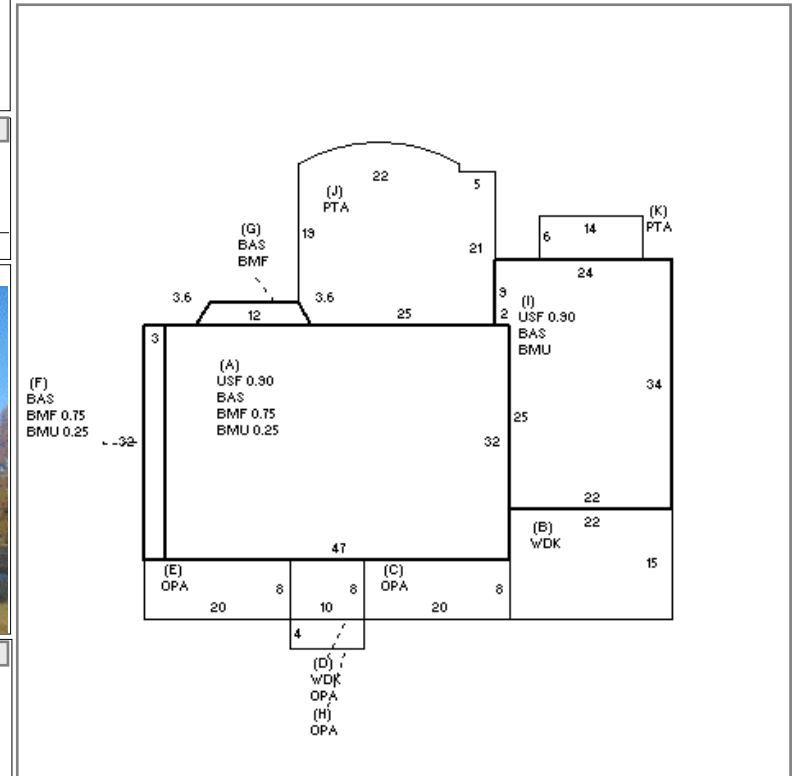 22
5
(J)
PTA
19
21
(K)
PTA
6
14
(G)
BAS
BMF
24
3.6
12
3.6
25
9
2
(I)
USF 0.90
BAS
BMU
3
(A)
USF 0.90
BAS
BMF 0.75
BMU 0.25
(F)
BAS
BMF 0.75
BMU 0.25
32
32
25
34
22
47
22
(B)
WDK
15
(E)
OPA
8
20
8
10
(C)
OPA
8
20
4
(D)
WDK
OPA
(H)
OPA